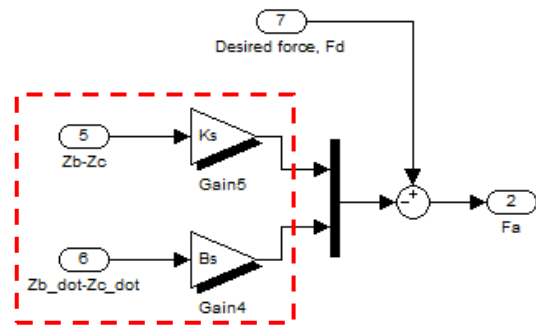 7
Desired force, Fd
5
Ks
Zb-Zc
Gain5
+
−
2
Fa
6
Bs
Zb_dot-Zc_dot
Gain4